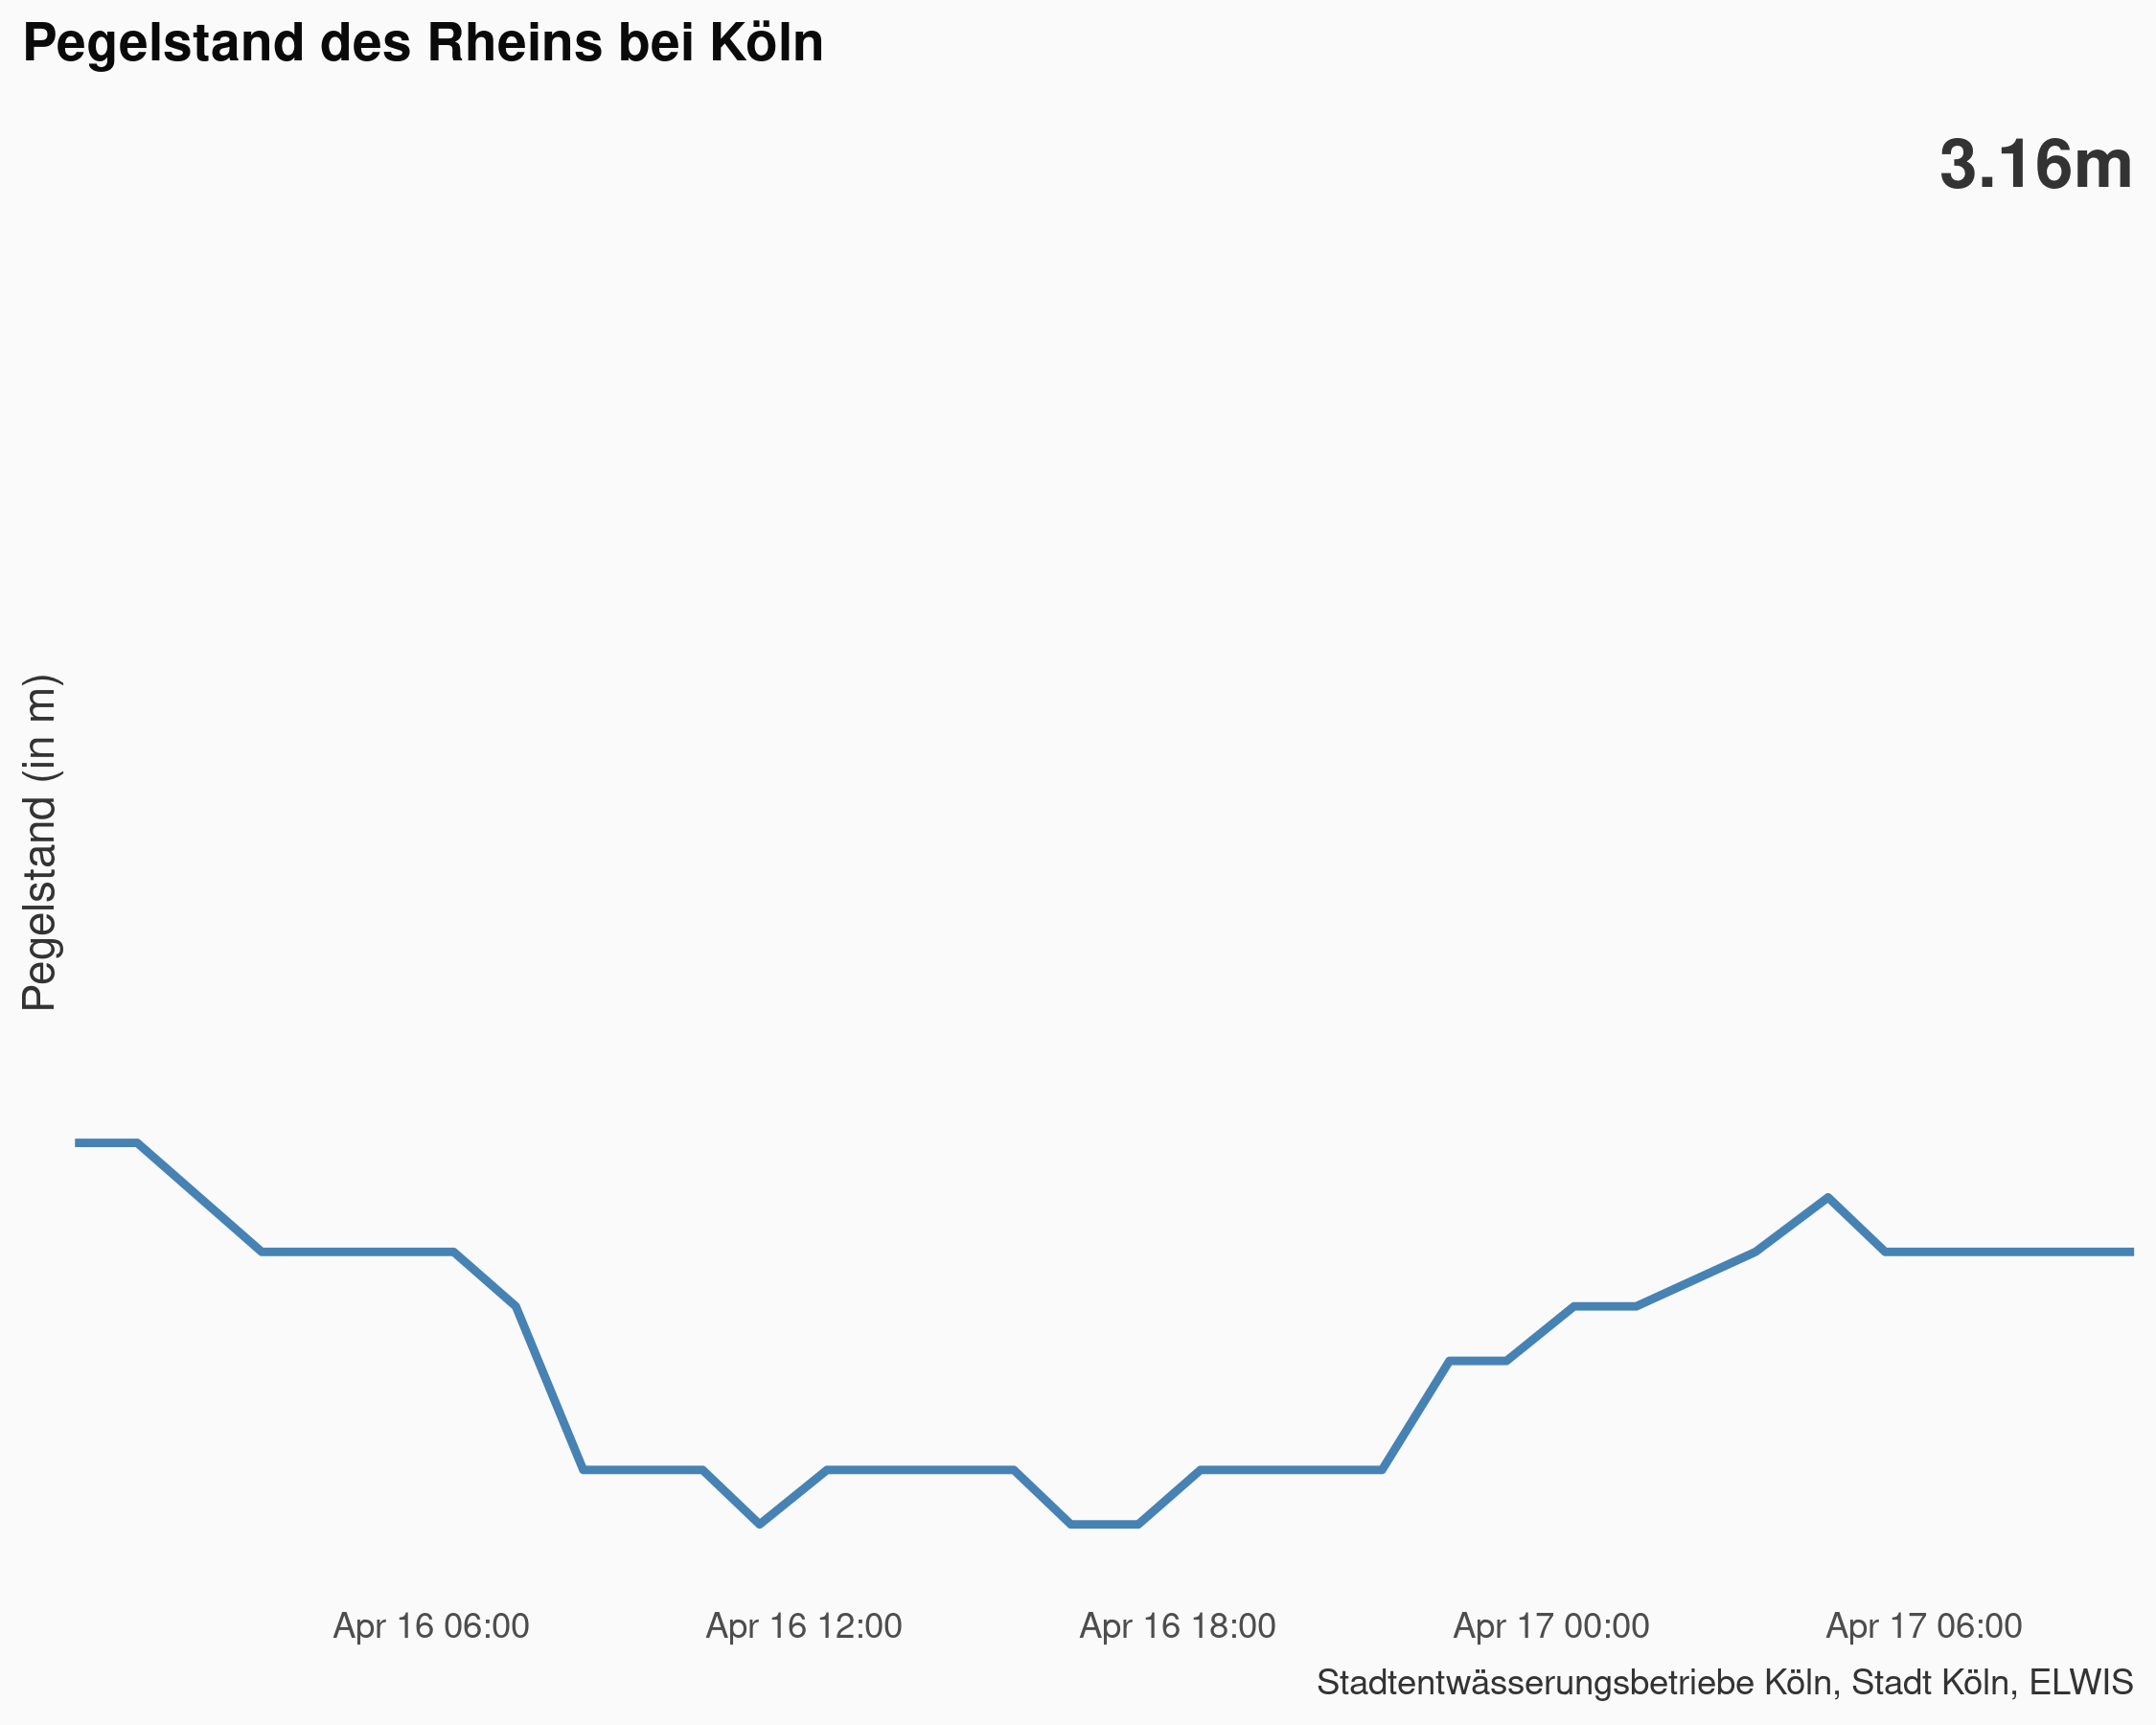 Pegelstand des Rheins bei Köln
3.16m
Pegelstand (in m)
Apr 16 06:00 Apr 16 12:00 Apr 16 18:00 Apr 17 00:00 Apr 17 06:00
Stadtentwässerungsbetriebe Köln, Stadt Köln, ELWIS